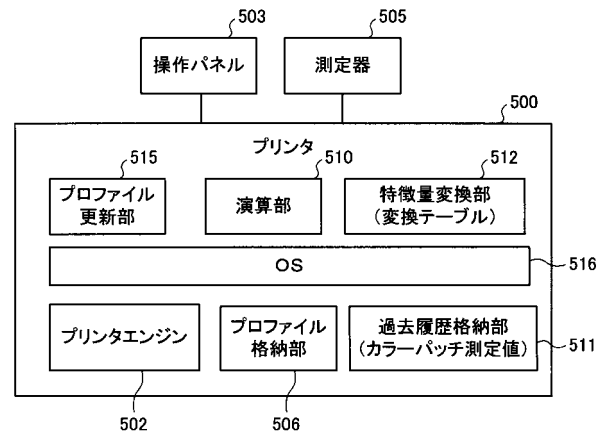 503
505
操作パネル
測定器
500
プリンタ
515
510
512
プロファイル
更新部
演算部
特徴量変換部
(変換テーブル)
OS
516
プリンタエンジン
プロファイル
格納部
過去履歴格納部
(カラーパッチ測定値)
511
502
506